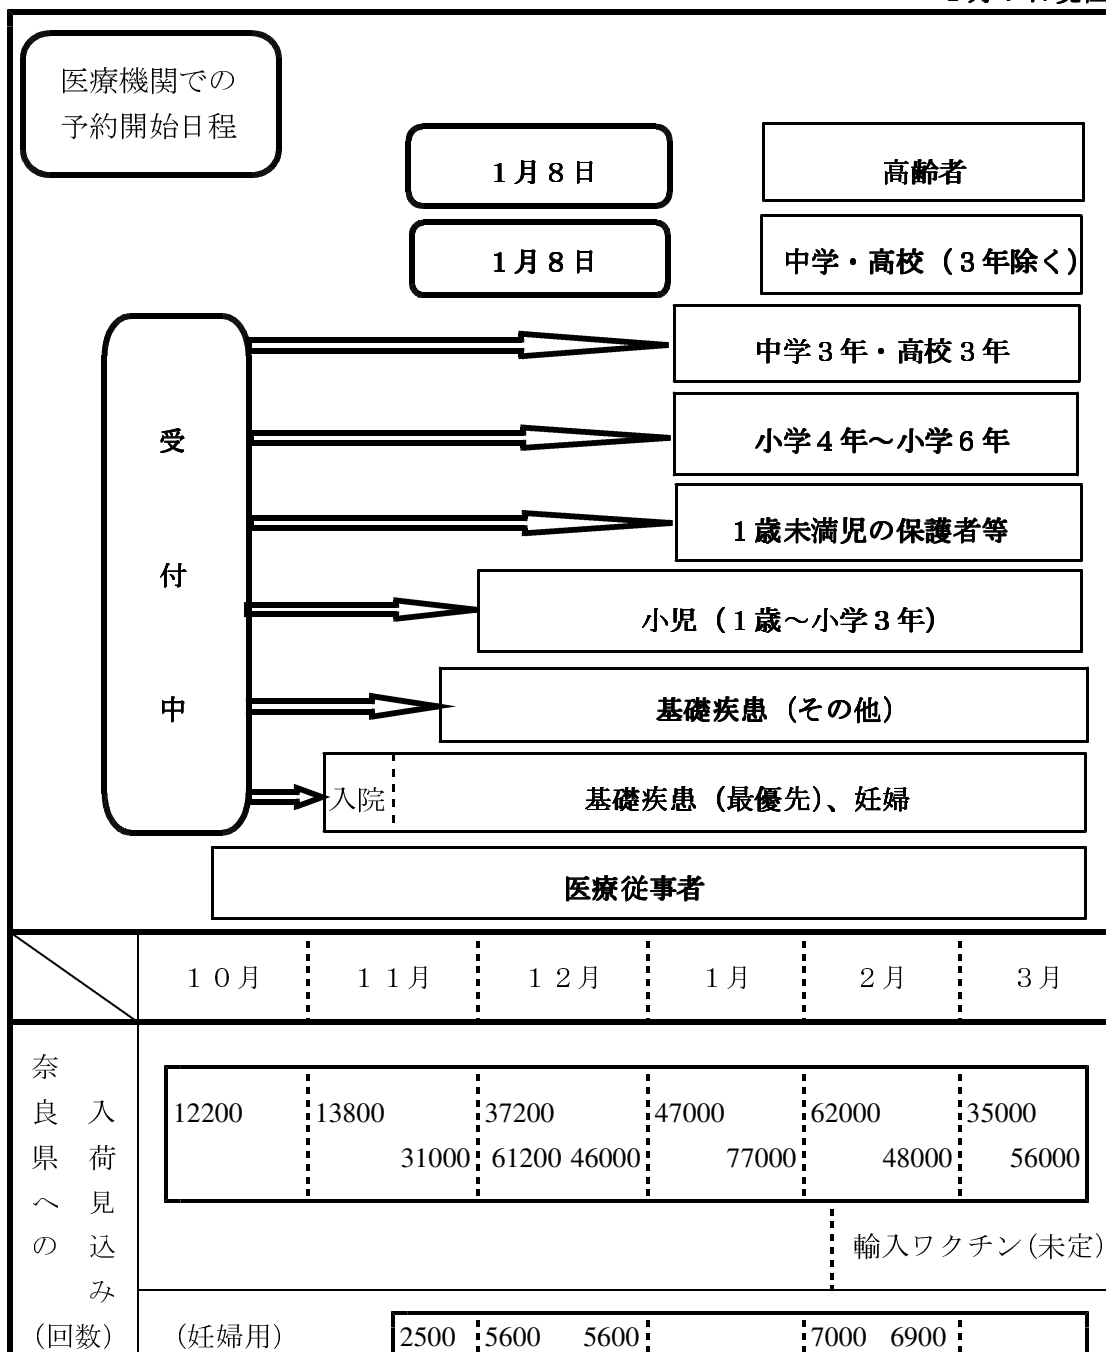 医療機関での
予約開始日程
１月８日
高齢者
１月８日
中学・高校（３年除く）
中学３年・高校３年
小学４年～小学６年
１歳未満児の保護者等
小児（１歳～小学３年）
基礎疾患（その他）
入院
基礎疾患（最優先）、妊婦
受付中
医療従事者
１０月 １１月 １２月 １月 ２月 ３月
奈良県への
入荷見込み
（回数）
12200 13800 37200 47000 62000 35000
31000 61200 46000 77000 48000 56000
輸入ワクチン（未定）
（妊婦用） 2500 5600 5600 7000 6900